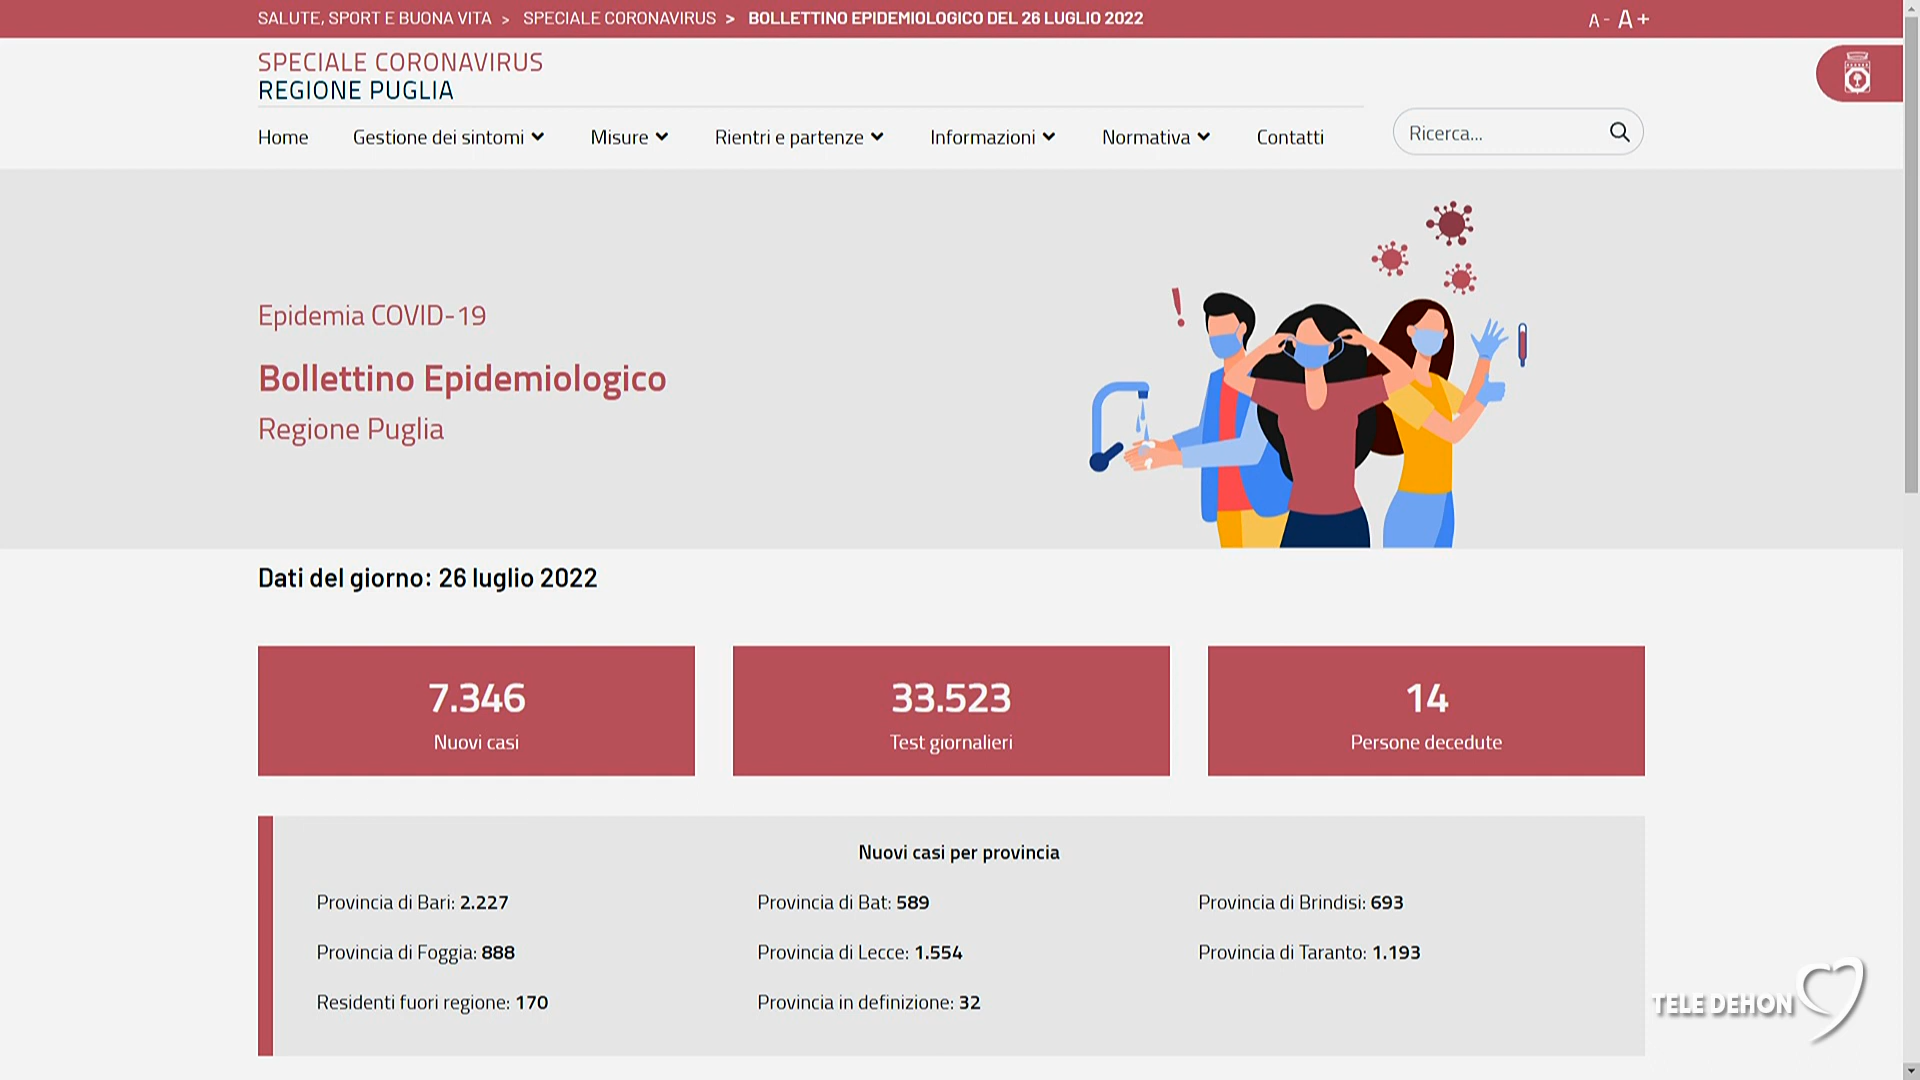 SALUTE, SPORT E BUONA VITA > SPECIALE CORONAVIRUS > BOLLETTINO EPIDEMIOLOGICO DEL 26 LUGLIO 2022
A- A+
SPECIALE CORONAVIRUS
REGIONE PUGLIA
Home Gestione dei sintomi Misure Rientri e partenze Informazioni Normativa Contatti Ricerca...
Epidemia COVID-19
Bollettino Epidemiologico
Regione Puglia
Dati del giorno: 26 luglio 2022
7.346
Nuovi casi
33.523
Test giornalieri
14
Persone decedute
Nuovi casi per provincia
Provincia di Bari: 2.227 Provincia di Bat: 589 Provincia di Brindisi: 693
Provincia di Foggia: 888 Provincia di Lecce: 1.554 Provincia di Taranto: 1.193
Residenti fuori regione: 170 Provincia in definizione: 32
TELE DEHON